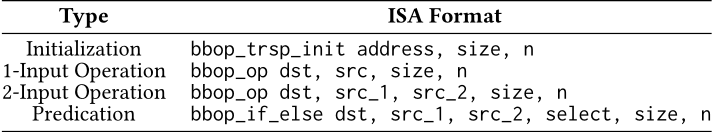 Type ISA Format
Initialization bbop_trsp_init address, size, n
1-Input Operation bbop_op dst, src, size, n
2-Input Operation bbop_op dst, src_1, src_2, size, n
Predication bbop_if_else dst, src_1, src_2, select, size, n